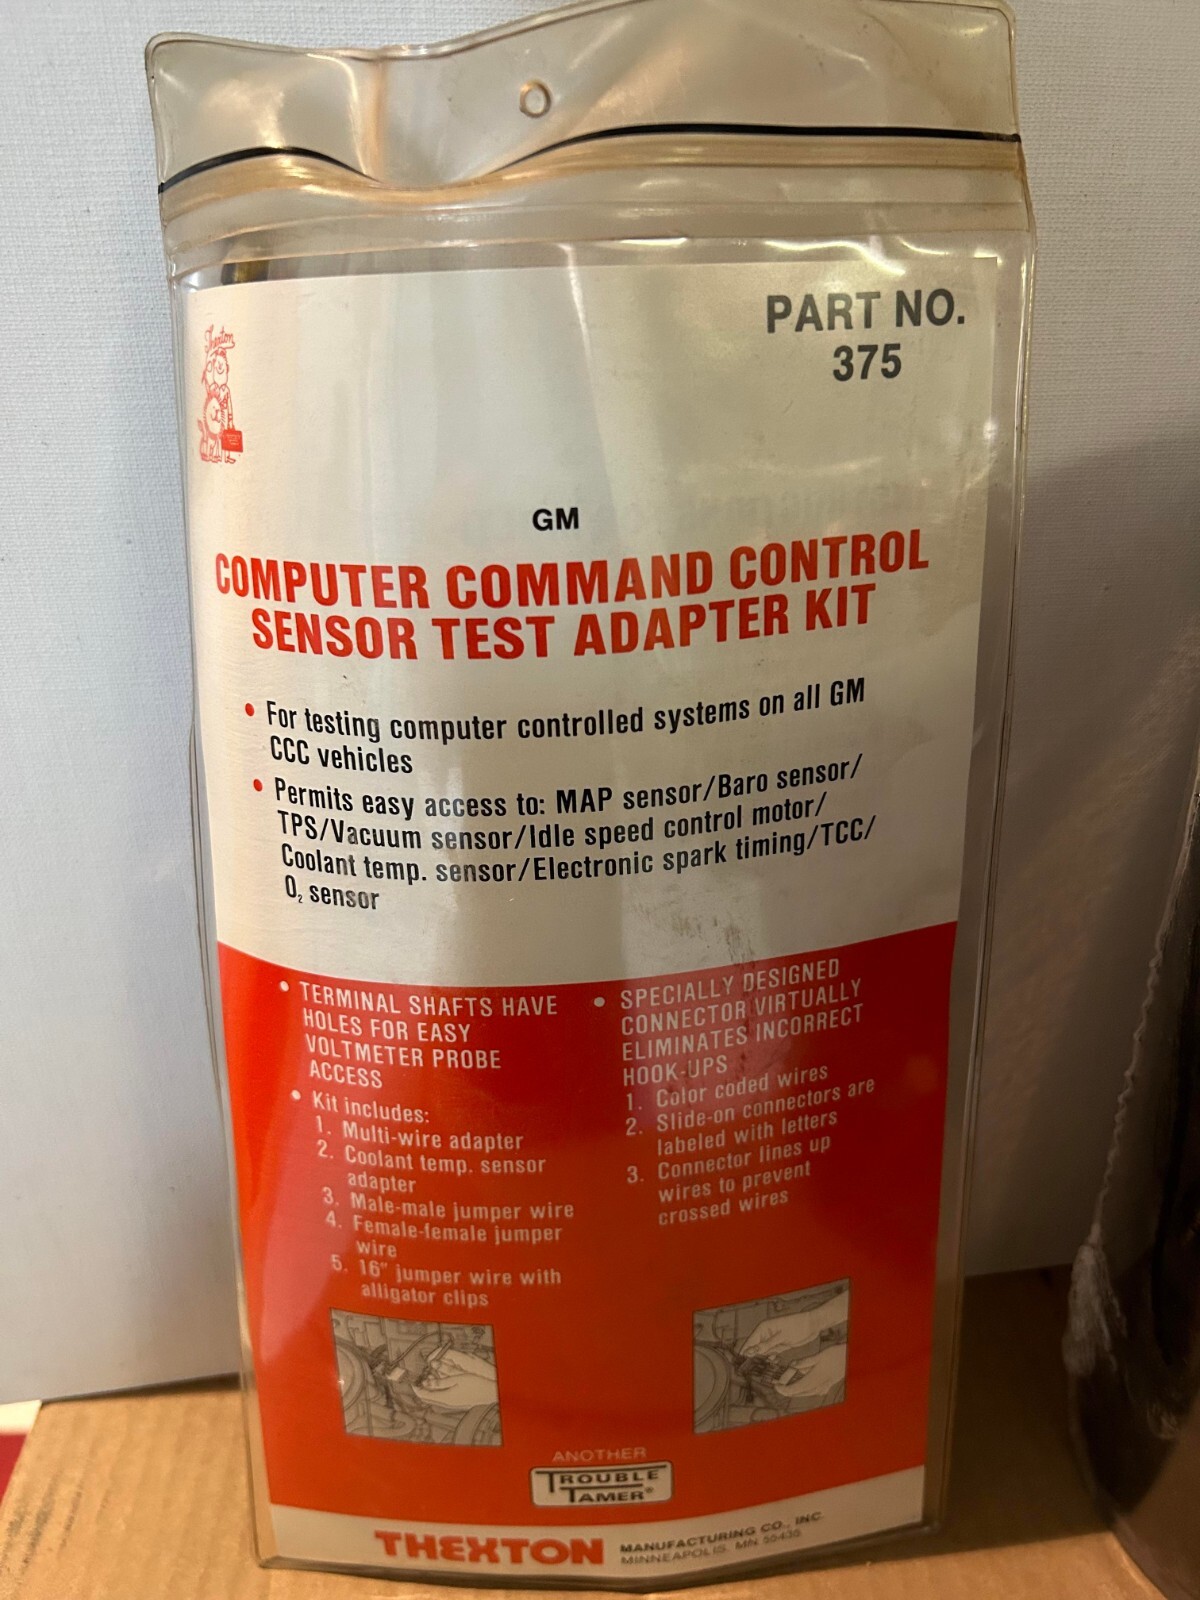 Thexton
PART NO.
375
GM
COMPUTER COMMAND CONTROL
SENSOR TEST ADAPTER KIT
• For testing computer controlled systems on all GM
CCC vehicles
• Permits easy access to: MAP sensor/Baro sensor/
TPS/Vacuum sensor/Idle speed control motor/
Coolant temp. sensor/Electronic spark timing/TCC/
O₂ sensor
• TERMINAL SHAFTS HAVE
HOLES FOR EASY
VOLTMETER PROBE
ACCESS
• Kit includes:
1. Multi-wire adapter
2. Coolant temp. sensor
adapter
3. Male-male jumper wire
4. Female-female jumper
wire
5. 16" jumper wire with
alligator clips
• SPECIALLY DESIGNED
CONNECTOR VIRTUALLY
ELIMINATES INCORRECT
HOOK-UPS
1. Color coded wires
2. Slide-on connectors are
labeled with letters
3. Connector lines up
wires to prevent
crossed wires
ANOTHER
TROUBLE
TAMER®
THEXTON
MANUFACTURING CO., INC.
MINNEAPOLIS, MN 55435